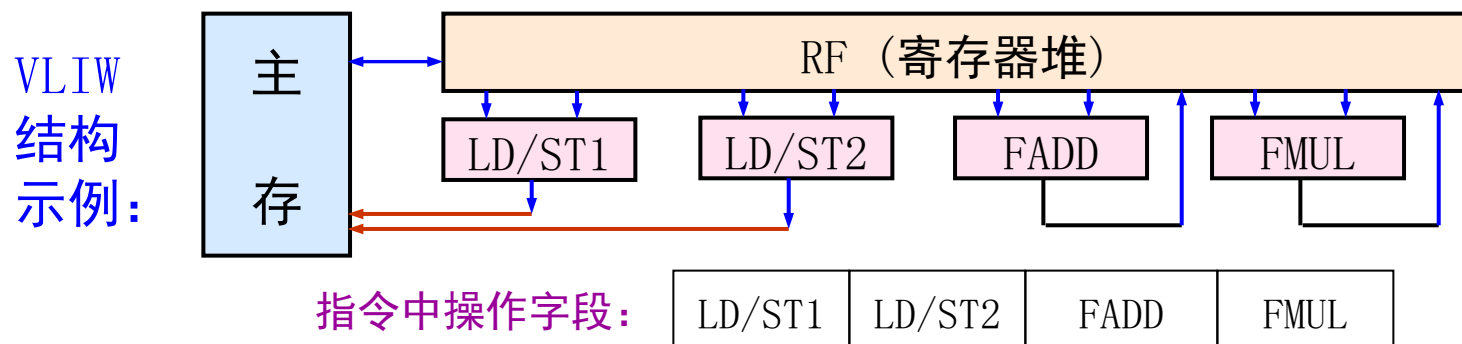 VLIW
结构
示例：
主
存
RF (寄存器堆)
LD/ST1
LD/ST2
FADD
FMUL
指令中操作字段：
LD/ST1
LD/ST2
FADD
FMUL